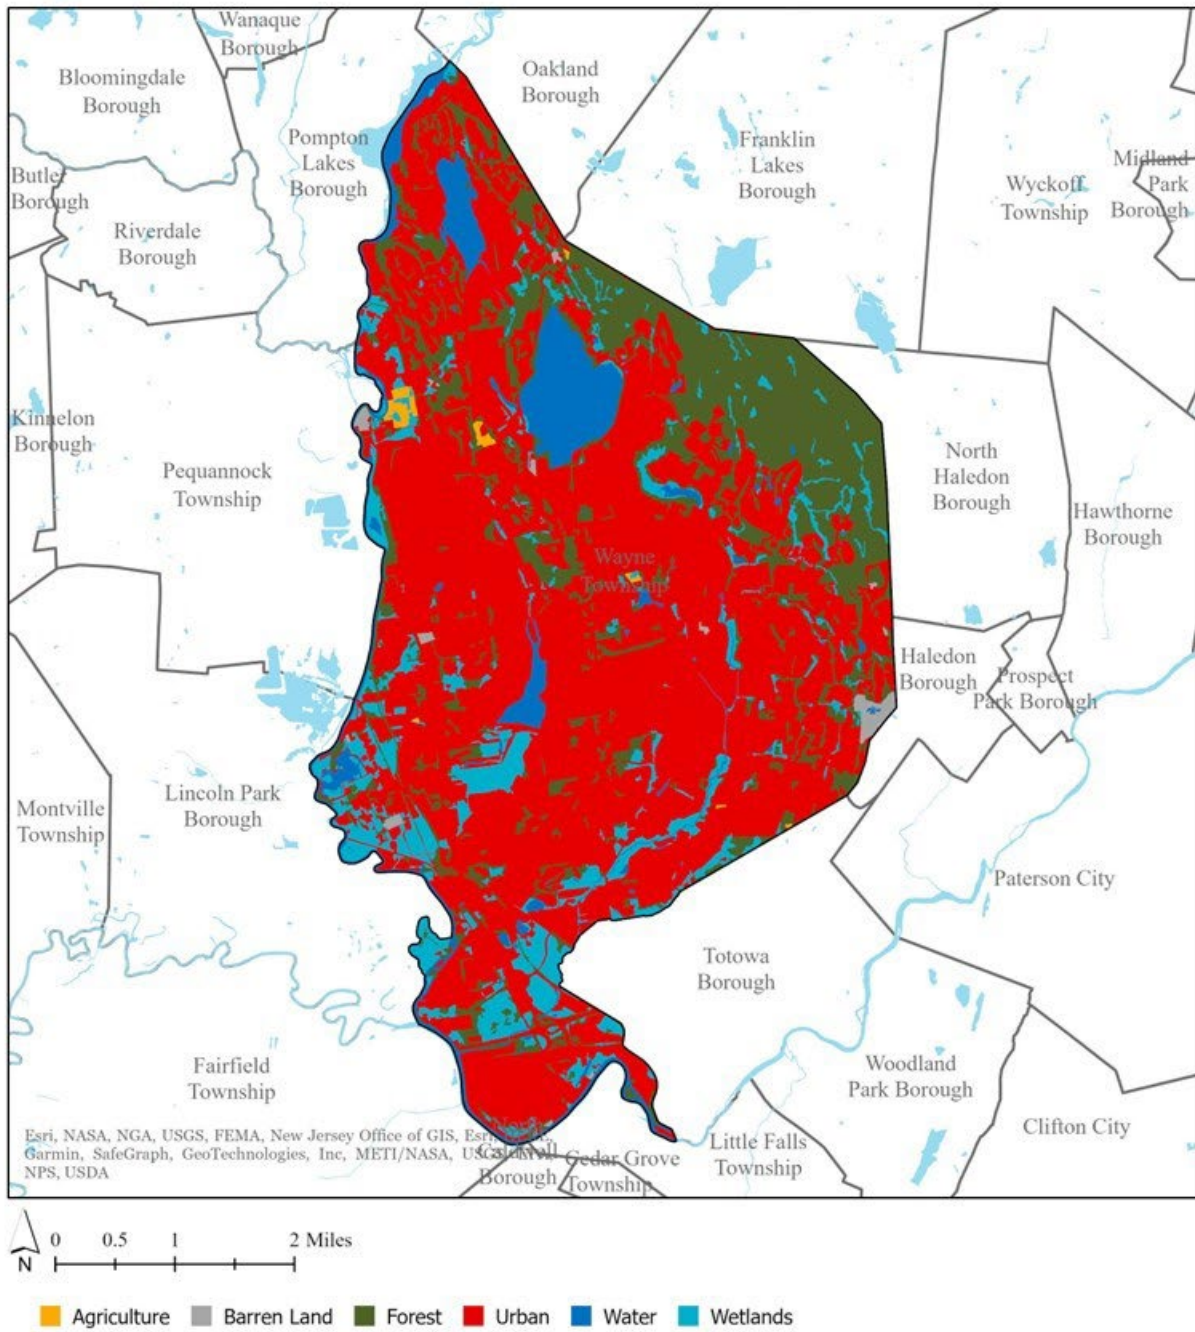 Wanaque
Borough
Bloomingdale
Borough
Oakland
Borough
Pompton
Lakes
Borough
Franklin
Lakes
Borough
Midland
Park
Borough
Wyckoff
Township
Butler
Borough
Riverdale
Borough
Kinnelon
Borough
Pequannock
Township
North
Haledon
Borough
Hawthorne
Borough
Wayne
Township
Haledon
Borough
Prospect
Park Borough
Montville
Township
Lincoln Park
Borough
Paterson City
Totowa
Borough
Fairfield
Township
Woodland
Park Borough
Clifton City
Little Falls
Township
Borough
Cedar Grove
Township
Esri, NASA, NGA, USGS, FEMA, New Jersey Office of GIS, Esri,
Garmin, SafeGraph, GeoTechnologies, Inc, METI/NASA,
NPS, USDA
N
0 0.5 1 2 Miles
Agriculture Barren Land Forest Urban Water Wetlands